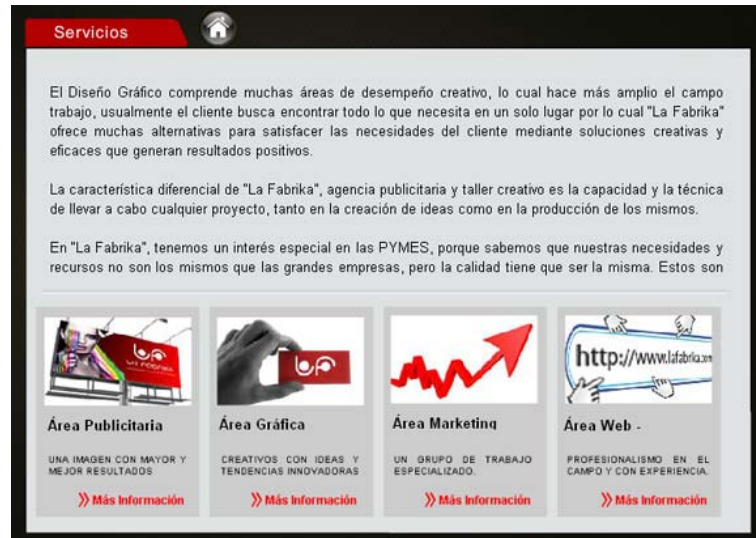 Servicios
El Diseño Gráfico comprende muchas áreas de desempeño creativo, lo cual hace más amplio el campo
trabajo, usualmente el cliente busca encontrar todo lo que necesita en un solo lugar por lo cual "La Fabrika"
ofrece muchas alternativas para satisfacer las necesidades del cliente mediante soluciones creativas y
eficaces que generan resultados positivos.
La característica diferencial de "La Fabrika", agencia publicitaria y taller creativo es la capacidad y la técnica
de llevar a cabo cualquier proyecto, tanto en la creación de ideas como en la producción de los mismos.
En "La Fabrika", tenemos un interés especial en las PYMES, porque sabemos que nuestras necesidades y
recursos no son los mismos que las grandes empresas, pero la calidad tiene que ser la misma. Estos son
http://www.lafabrika.com
Área Publicitaria
UNA IMAGEN CON MAYOR Y
MEJOR RESULTADOS
Más Información
Área Gráfica
CREATIVOS CON IDEAS Y
TENDENCIAS INNOVADORAS
Más Información
Área Marketing
UN GRUPO DE TRABAJO
ESPECIALIZADO.
Más Información
Área Web -
PROFESIONALISMO EN EL
CAMPO Y CON EXPERIENCIA.
Más Información